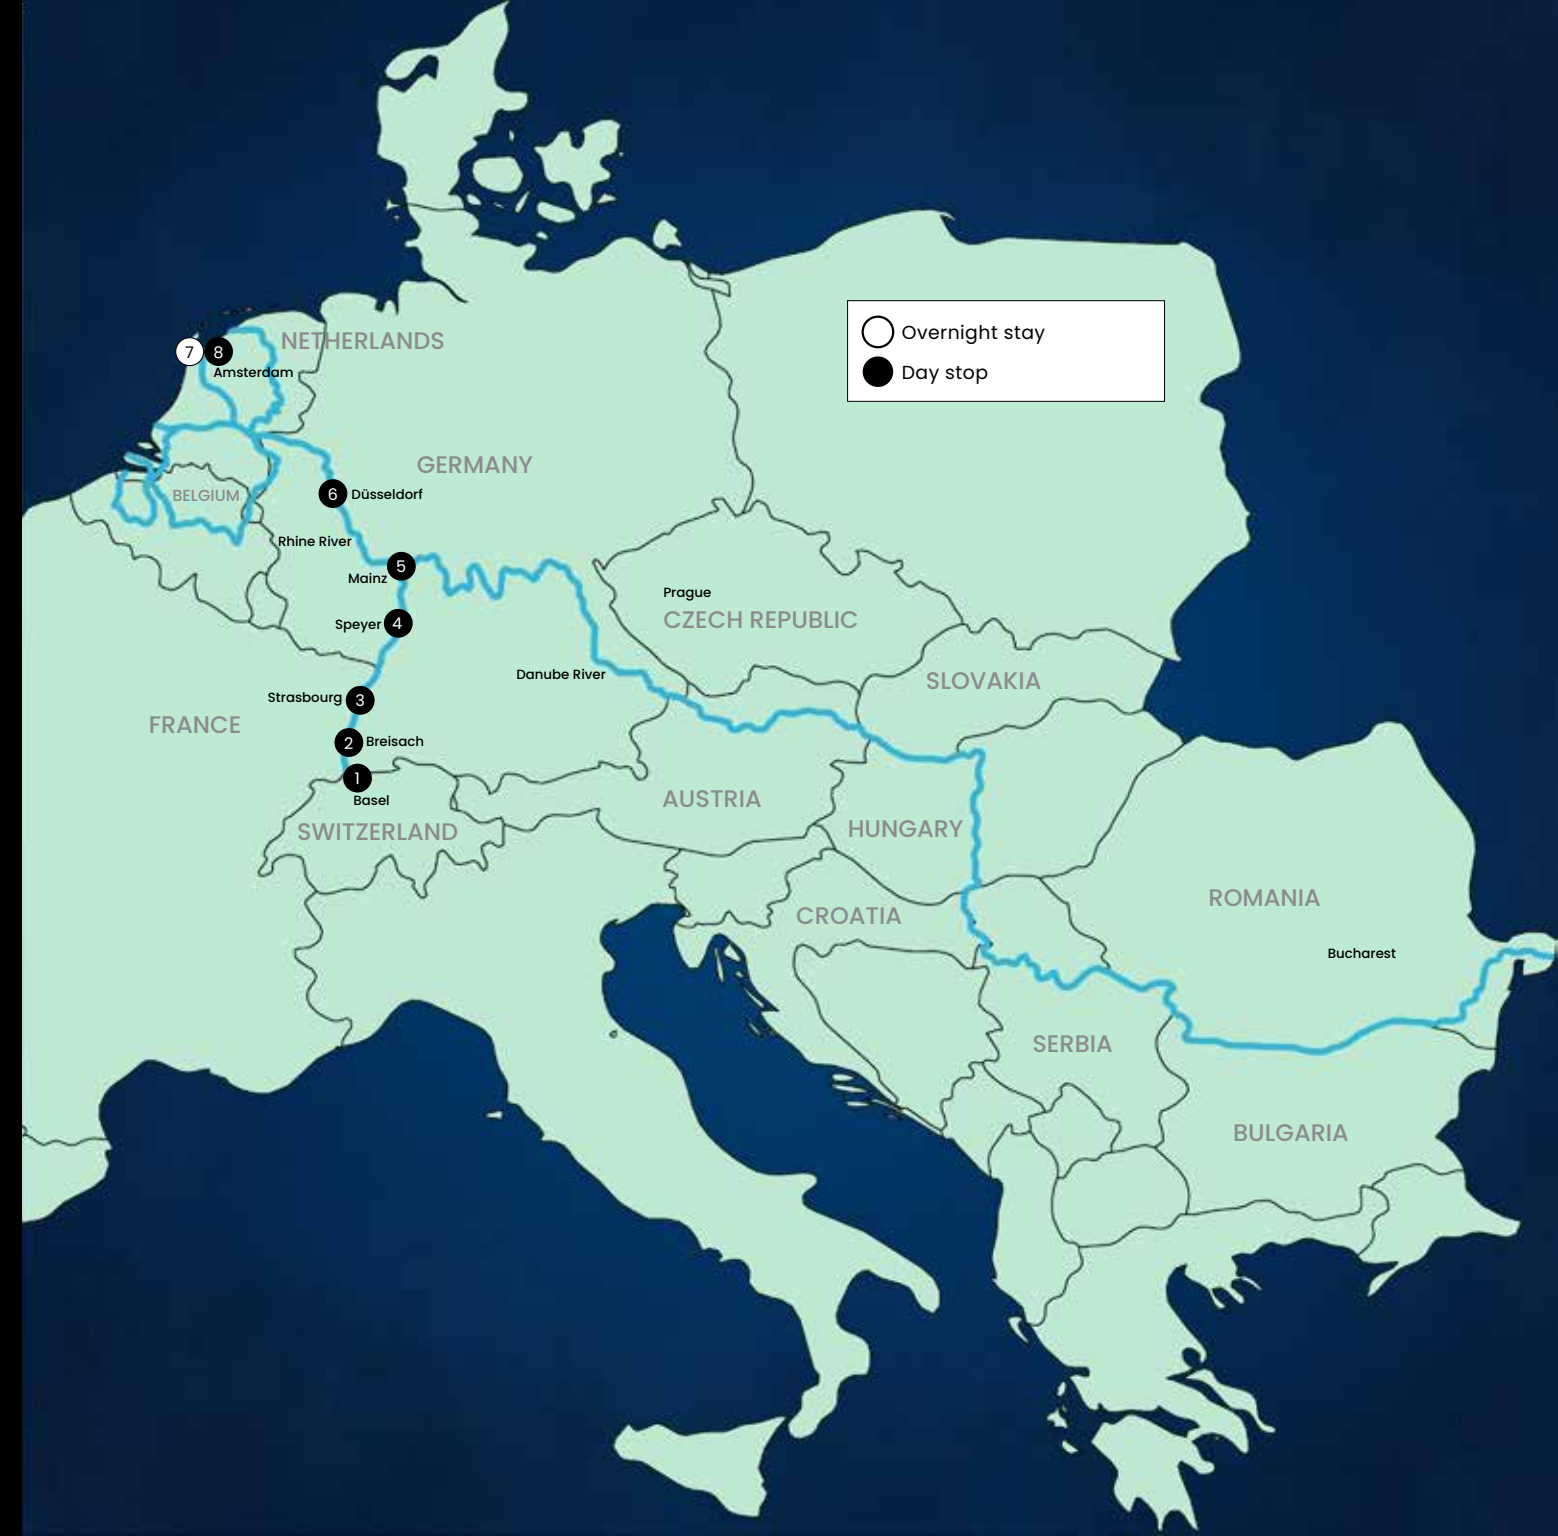 NETHERLANDS
Overnight stay
7
8
Day stop
Amsterdam
GERMANY
BELGIUM
6
Düsseldorf
Rhine River
5
Mainz
Prague
CZECH REPUBLIC
Speyer
4
Danube River
SLOVAKIA
Strasbourg
3
FRANCE
2
Breisach
1
Basel
AUSTRIA
SWITZERLAND
HUNGARY
ROMANIA
CROATIA
Bucharest
SERBIA
BULGARIA